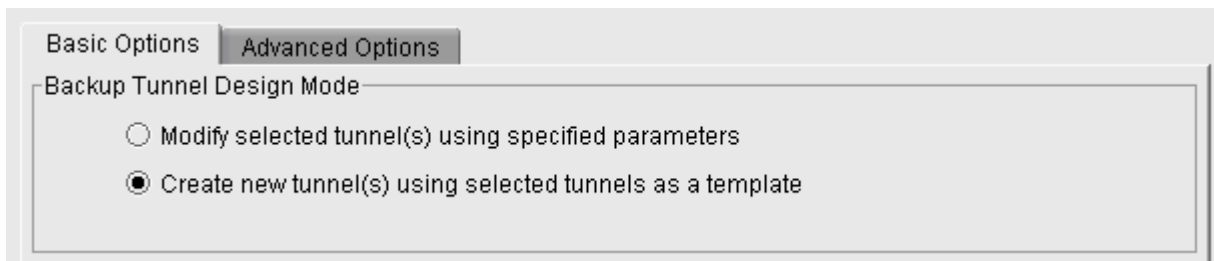 Basic Options Advanced Options
Backup Tunnel Design Mode
Modify selected tunnel(s) using specified parameters
Create new tunnel(s) using selected tunnels as a template